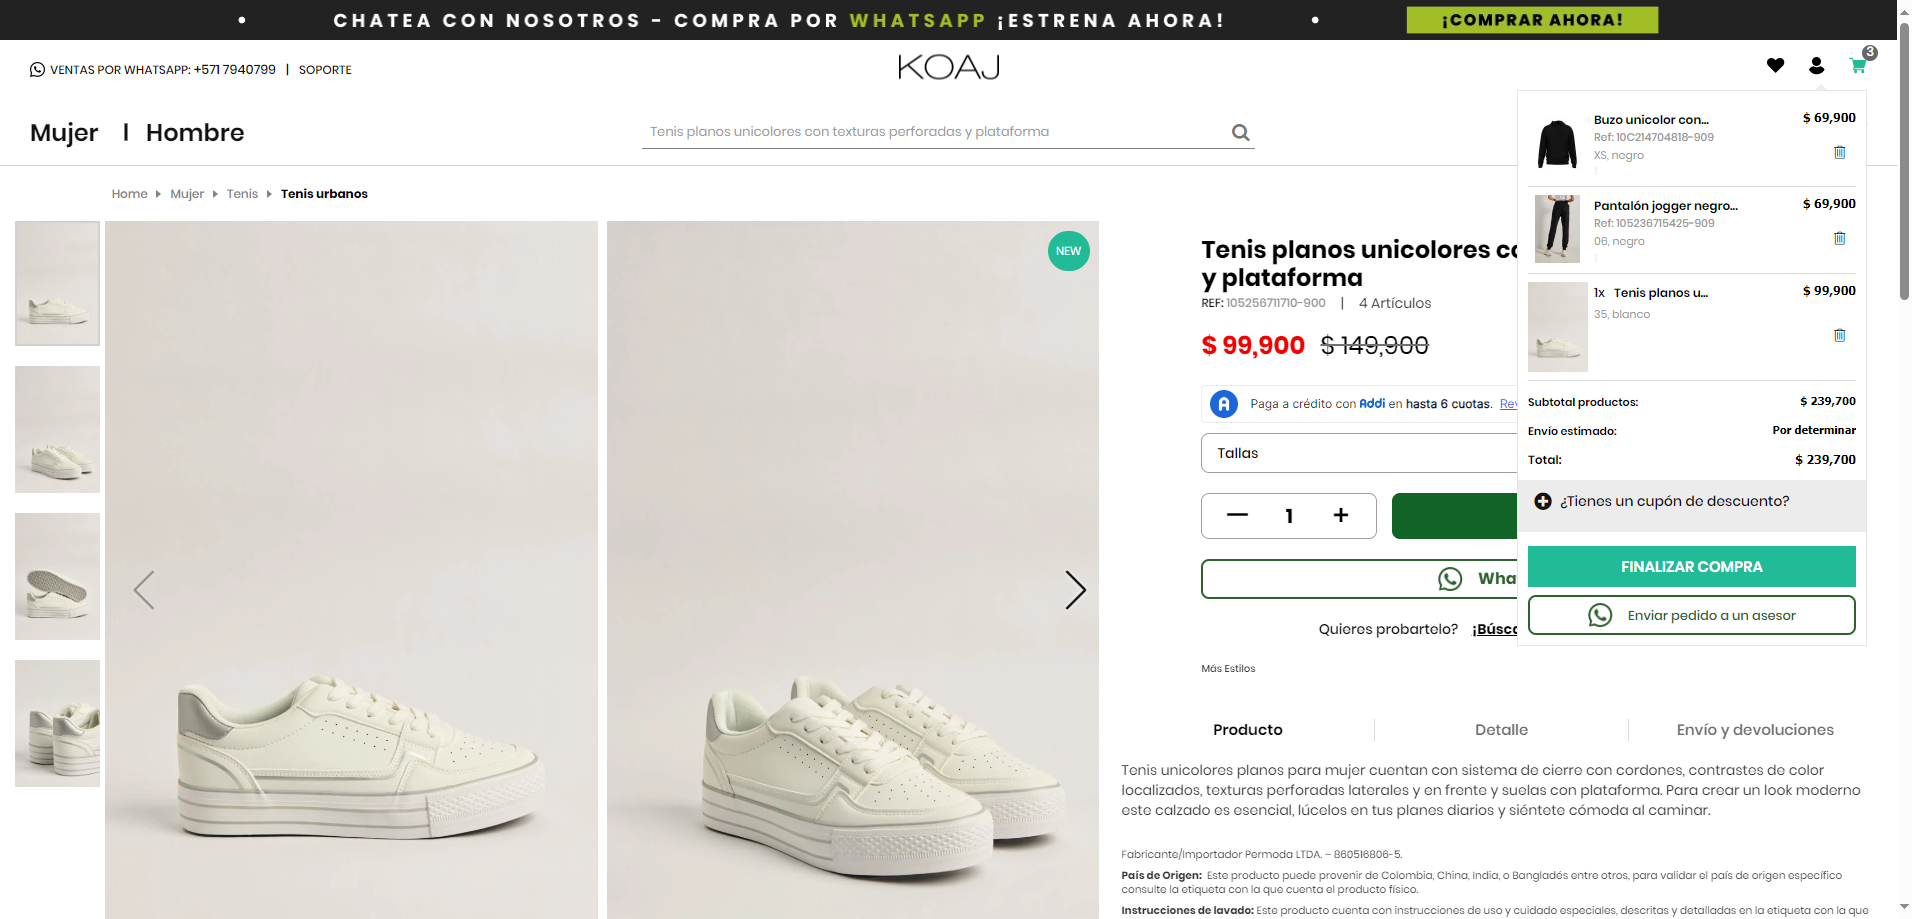 • CHATEA CON NOSOTROS - COMPRA POR WHATSAPP ¡ESTRENA AHORA! • ¡COMPRAR AHORA!
VENTAS POR WHATSAPP: +571 7940799 | SOPORTE
KOAJ
3
Mujer | Hombre
Tenis planos unicolores con texturas perforadas y plataforma
Home Mujer Tenis Tenis urbanos
NEW
Tenis planos unicolores
y plataforma
REF: 105256711710-900 | 4 Artículos
$ 99,900 $ 149,900
Paga a crédito con Addi en hasta 6 cuotas.
Tallas
— 1 +
Quieres probartelo?
Más Estilos
Buzo unicolor con... $ 69,900
Ref: 10C214704818-909
XS, negro
1
Pantalón jogger negro... $ 69,900
Ref: 105236715425-909
06, negro
1
1x Tenis planos u... $ 99,900
35, blanco
Subtotal productos: $ 239,700
Envío estimado: Por determinar
Total: $ 239,700
¿Tienes un cupón de descuento?
FINALIZAR COMPRA
Enviar pedido a un asesor
Producto Detalle Envío y devoluciones
Tenis unicolores planos para mujer cuentan con sistema de cierre con cordones, contrastes de color
localizados, texturas perforadas laterales y en frente y suelas con plataforma. Para crear un look moderno
este calzado es esencial, lúcelos en tus planes diarios y siéntete cómoda al caminar.
Fabricante/Importador Permoda LTDA. – 860516806-5.
País de Origen: Este producto puede provenir de Colombia, China, India, o Bangladés entre otros, para validar el país de origen específico
consulte la etiqueta con la que cuenta el producto físico.
Instrucciones de lavado: Este producto cuenta con instrucciones de uso y cuidado especiales, descritas y detalladas en la etiqueta con la que